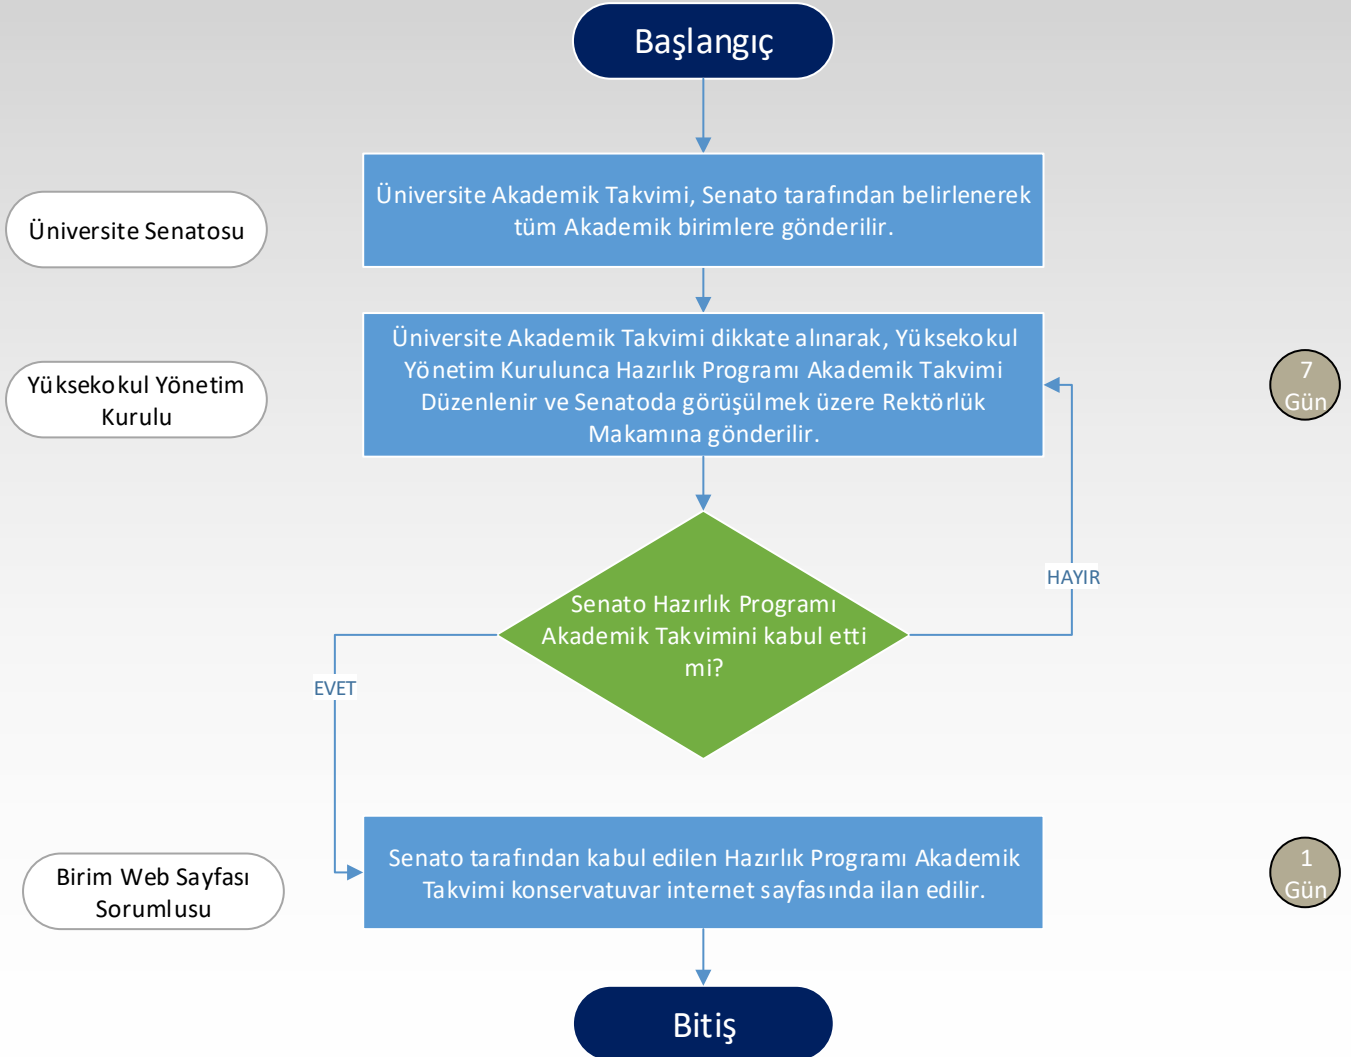 Başlangıç
Üniversite Senatosu
Üniversite Akademik Takvimi, Senato tarafından belirlenerek
tüm Akademik birimlere gönderilir.
Yüksekokul Yönetim
Kurulu
Üniversite Akademik Takvimi dikkate alınarak, Yüksekokul
Yönetim Kurulunca Hazırlık Programı Akademik Takvimi
Düzenlenir ve Senatoda görüşülmek üzere Rektörlük
Makamına gönderilir.
7
Gün
Senato Hazırlık Programı
Akademik Takvimini kabul etti
mi?
HAYIR
EVET
Birim Web Sayfası
Sorumlusu
Senato tarafından kabul edilen Hazırlık Programı Akademik
Takvimi konservatuvar internet sayfasında ilan edilir.
1
Gün
Bitiş